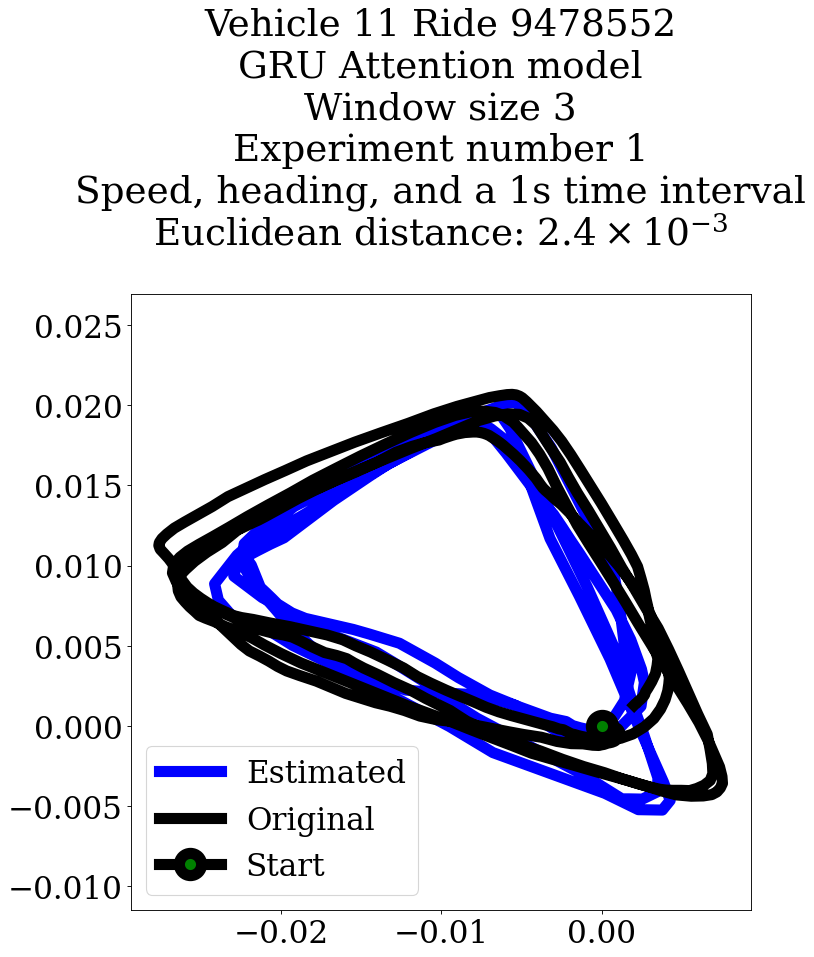 Vehicle 11 Ride 9478552
GRU Attention model
Window size 3
Experiment number 1
Speed, heading, and a 1s time interval
Euclidean distance: 2.4 × 10⁻³
0.025
0.020
0.015
0.010
0.005
0.000
−0.005
−0.010
Estimated
Original
Start
−0.02 −0.01 0.00